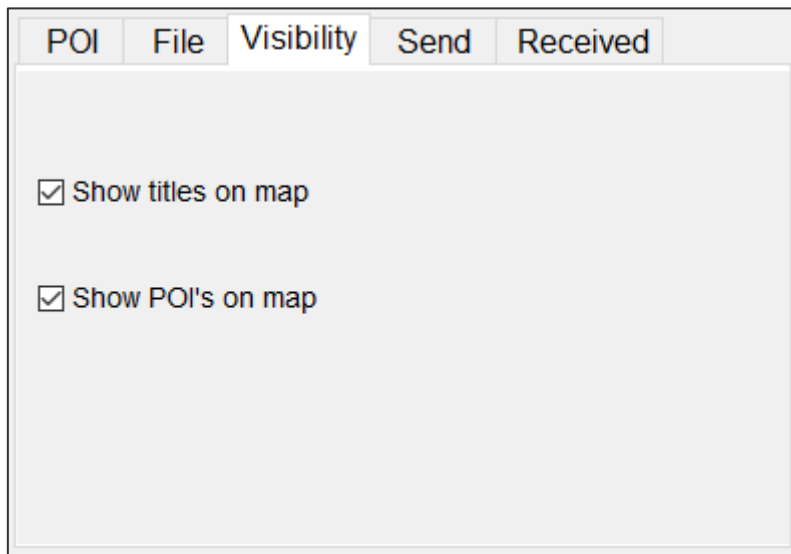 POI File Visibility Send Received
Show titles on map
Show POI's on map